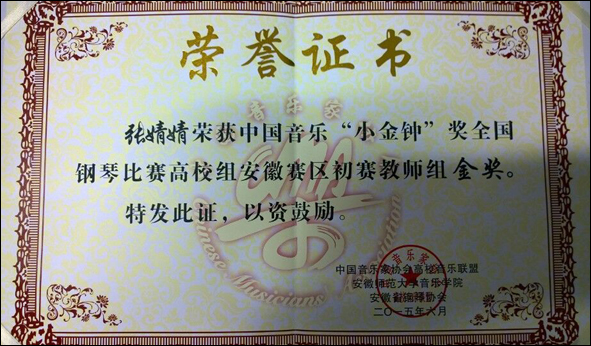 荣誉证书
张婧婧荣获中国音乐“小金钟”奖全国
钢琴比赛高校组安徽赛区初赛教师组金奖。
特发此证，以资鼓励。
中国音乐家协会高校音乐联盟
安徽师范大学音乐学院
安徽省音乐家协会
二〇一五年六月